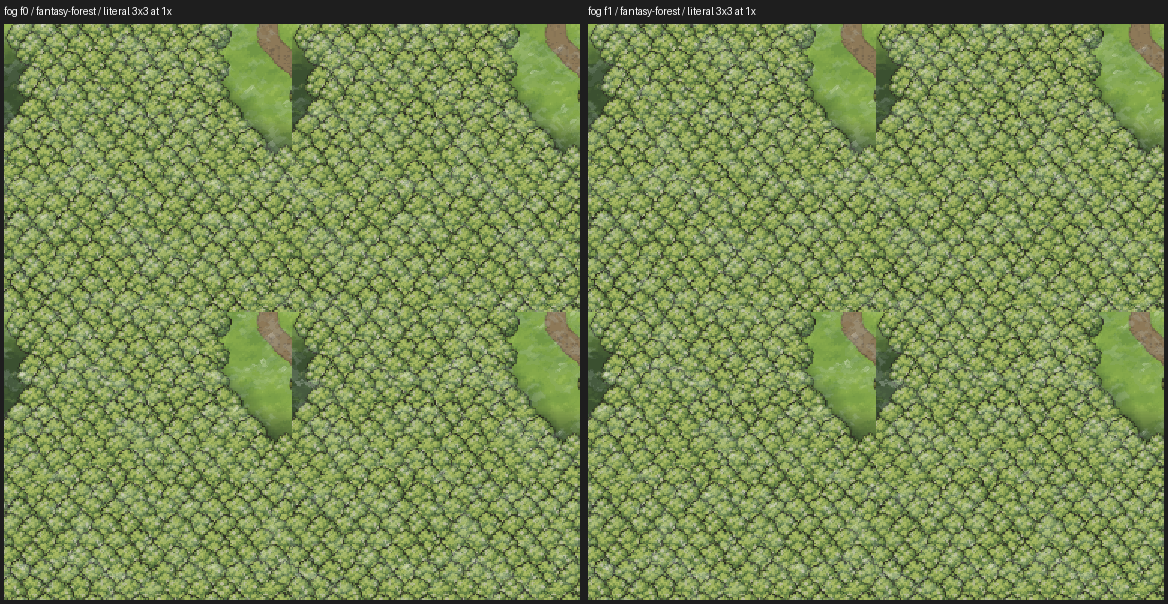 fog f0 / fantasy-forest / literal 3x3 at 1x
fog f1 / fantasy-forest / literal 3x3 at 1x